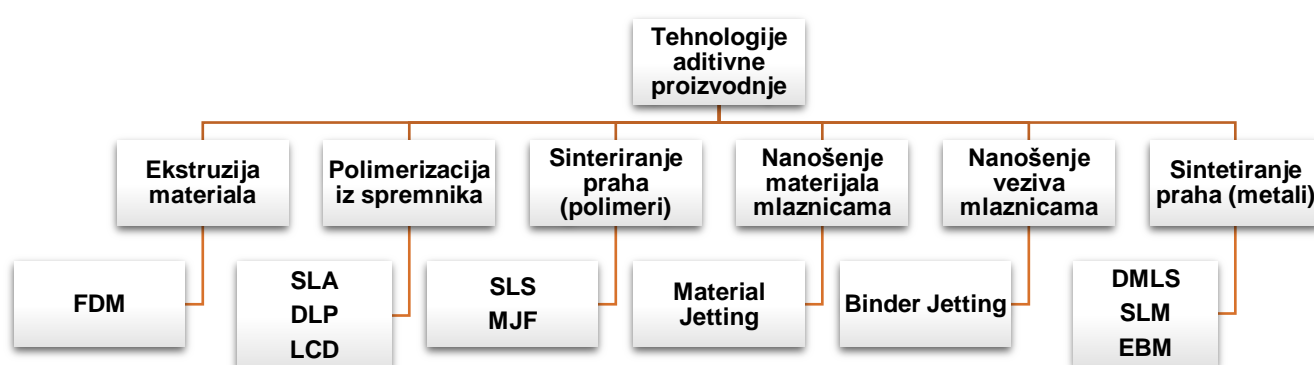 Tehnologije
aditivne
proizvodnje
Ekstruzija
materiala
Polimerizacija
iz spremnika
Sinteriranje
praha
(polimeri)
Nanošenje
materijala
mlaznicama
Nanošenje
veziva
mlaznicama
Sintetiranje
praha (metali)
FDM
SLA
DLP
LCD
SLS
MJF
Material
Jetting
Binder Jetting
DMLS
SLM
EBM